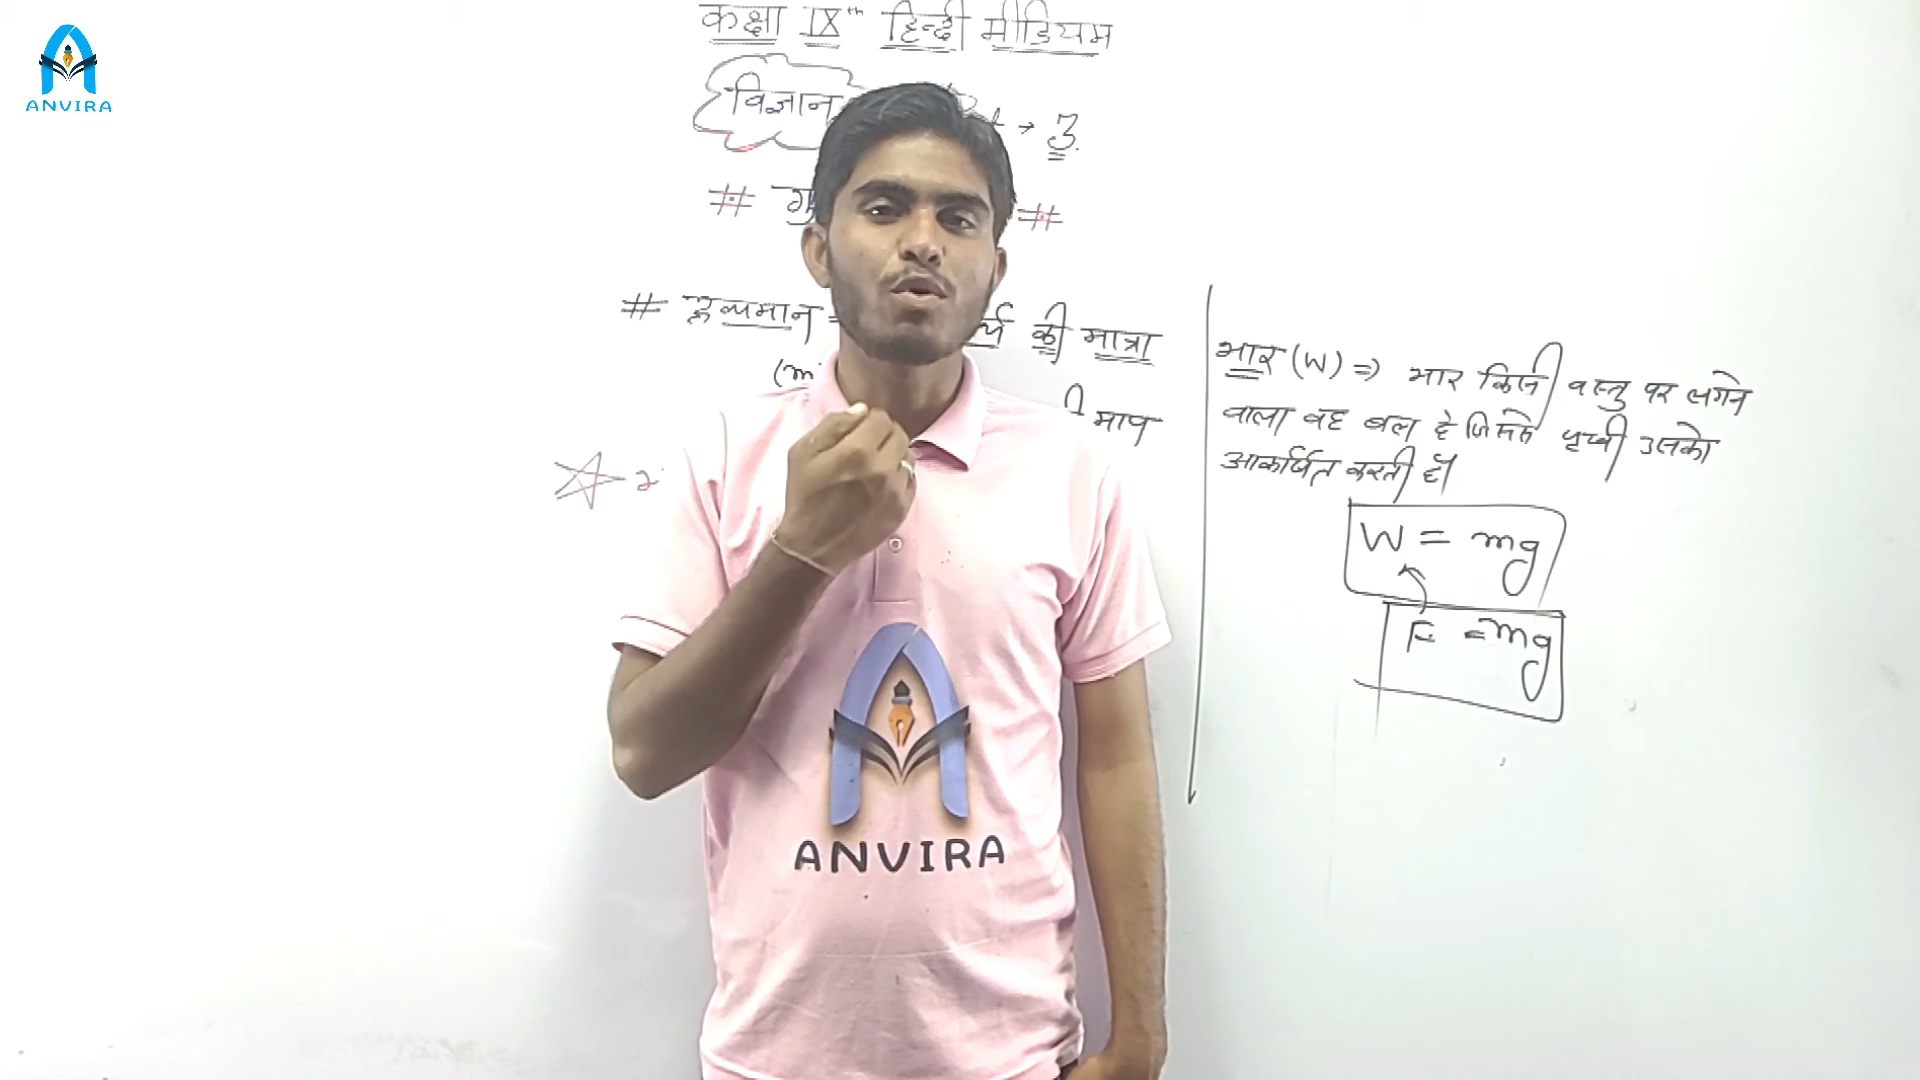 ANVIRA
कक्षा IXth हिन्दी मीडियम
विज्ञान → 3.
# #
# द्रव्यमान = की मात्रा
(m
माप
भार (W) => भार किसी वस्तु पर लगने
वाला वह बल है जिससे पृथ्वी उसको
आकर्षित करती है।
W = mg
F = mg
ANVIRA